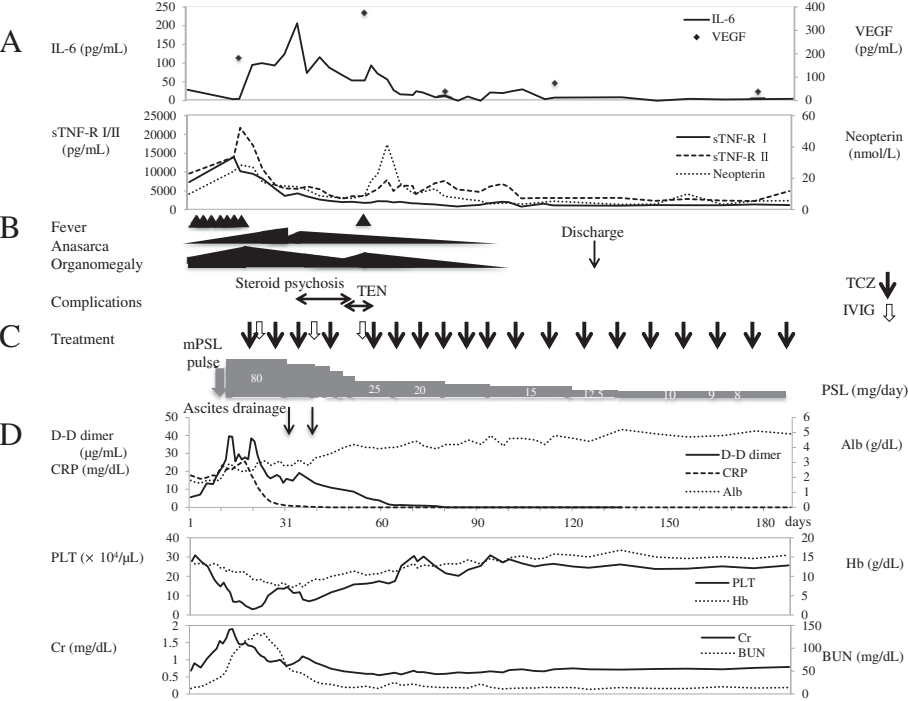 A
IL-6 (pg/mL)
250
200
150
100
50
0
IL-6
VEGF
400
300
200
100
0
VEGF
(pg/mL)
sTNF-R I/II
(pg/mL)
25000
20000
15000
10000
5000
0
sTNF-R Ⅰ
sTNF-R Ⅱ
Neopterin
60
40
20
0
Neopterin
(nmol/L)
B
Fever
Anasarca
Organomegaly
Discharge
Complications
Steroid psychosis
TEN
TCZ
IVIG
C
Treatment
mPSL
pulse
80
25
20
15
12.5
10
9
8
PSL (mg/day)
Ascites drainage
D
D-D dimer
(μg/mL)
CRP (mg/dL)
50
40
30
20
10
0
D-D dimer
CRP
Alb
6
5
4
3
2
1
0
Alb (g/dL)
1
31
60
90
120
150
180
days
PLT (× 10⁴/μL)
40
30
20
10
0
PLT
Hb
20
15
10
5
0
Hb (g/dL)
Cr (mg/dL)
2
1.5
1
0.5
0
Cr
BUN
150
100
50
0
BUN (mg/dL)